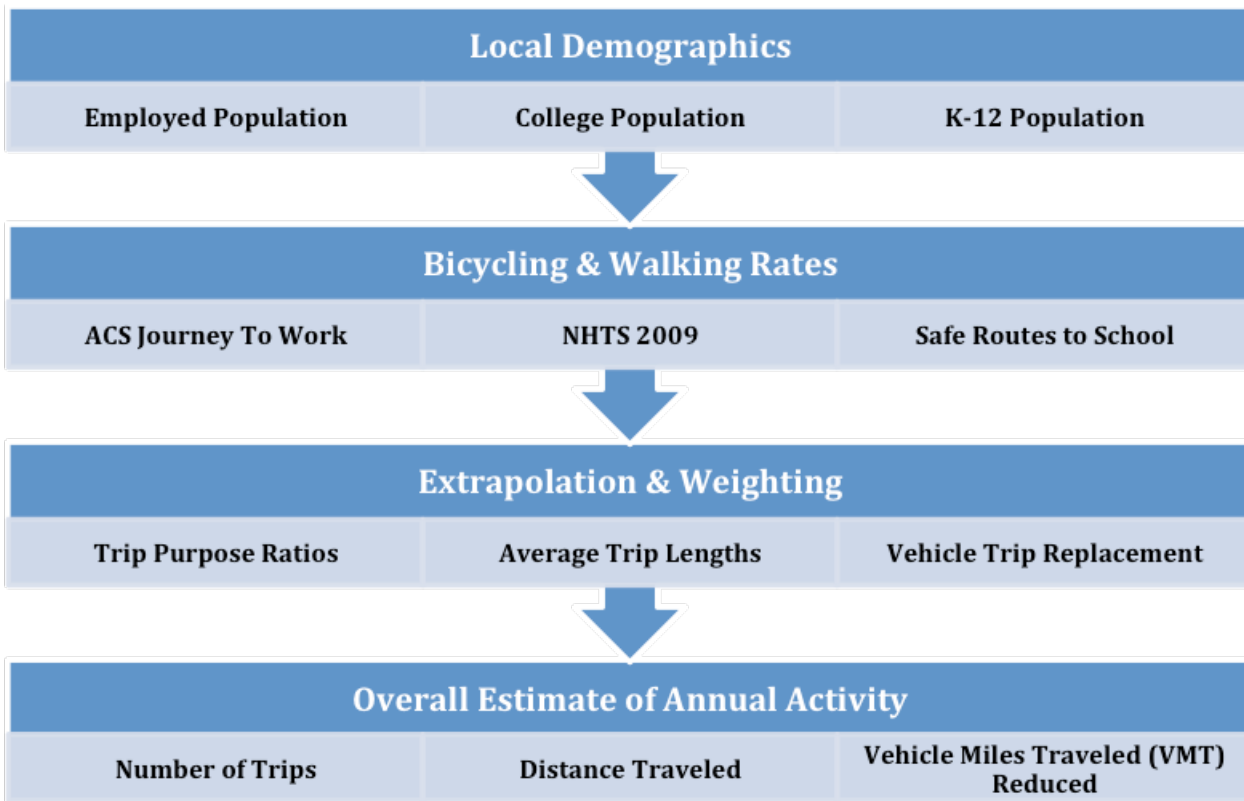 Local Demographics
Employed Population
College Population
K-12 Population
Bicycling & Walking Rates
ACS Journey To Work
NHTS 2009
Safe Routes to School
Extrapolation & Weighting
Trip Purpose Ratios
Average Trip Lengths
Vehicle Trip Replacement
Overall Estimate of Annual Activity
Number of Trips
Distance Traveled
Vehicle Miles Traveled (VMT)
Reduced